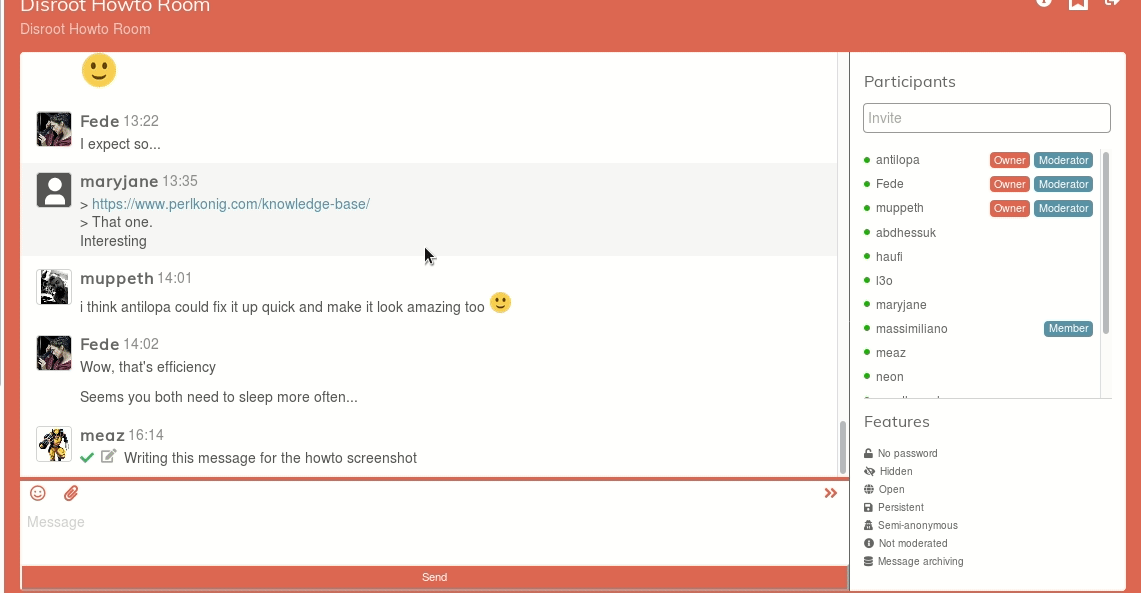 Disroot Howto Room
Disroot Howto Room
Fede 13:22
I expect so...
maryjane 13:35
> https://www.perlkonig.com/knowledge-base/
> That one.
Interesting
muppeth 14:01
i think antilopa could fix it up quick and make it look amazing too
Fede 14:02
Wow, that's efficiency
Seems you both need to sleep more often...
meaz 16:14
Writing this message for the howto screenshot
Message
Send
Participants
Invite
antilopa Owner Moderator
Fede Owner Moderator
muppeth Owner Moderator
abdhessuk
haufi
l3o
maryjane
massimiliano Member
meaz
neon
Features
No password
Hidden
Open
Persistent
Semi-anonymous
Not moderated
Message archiving